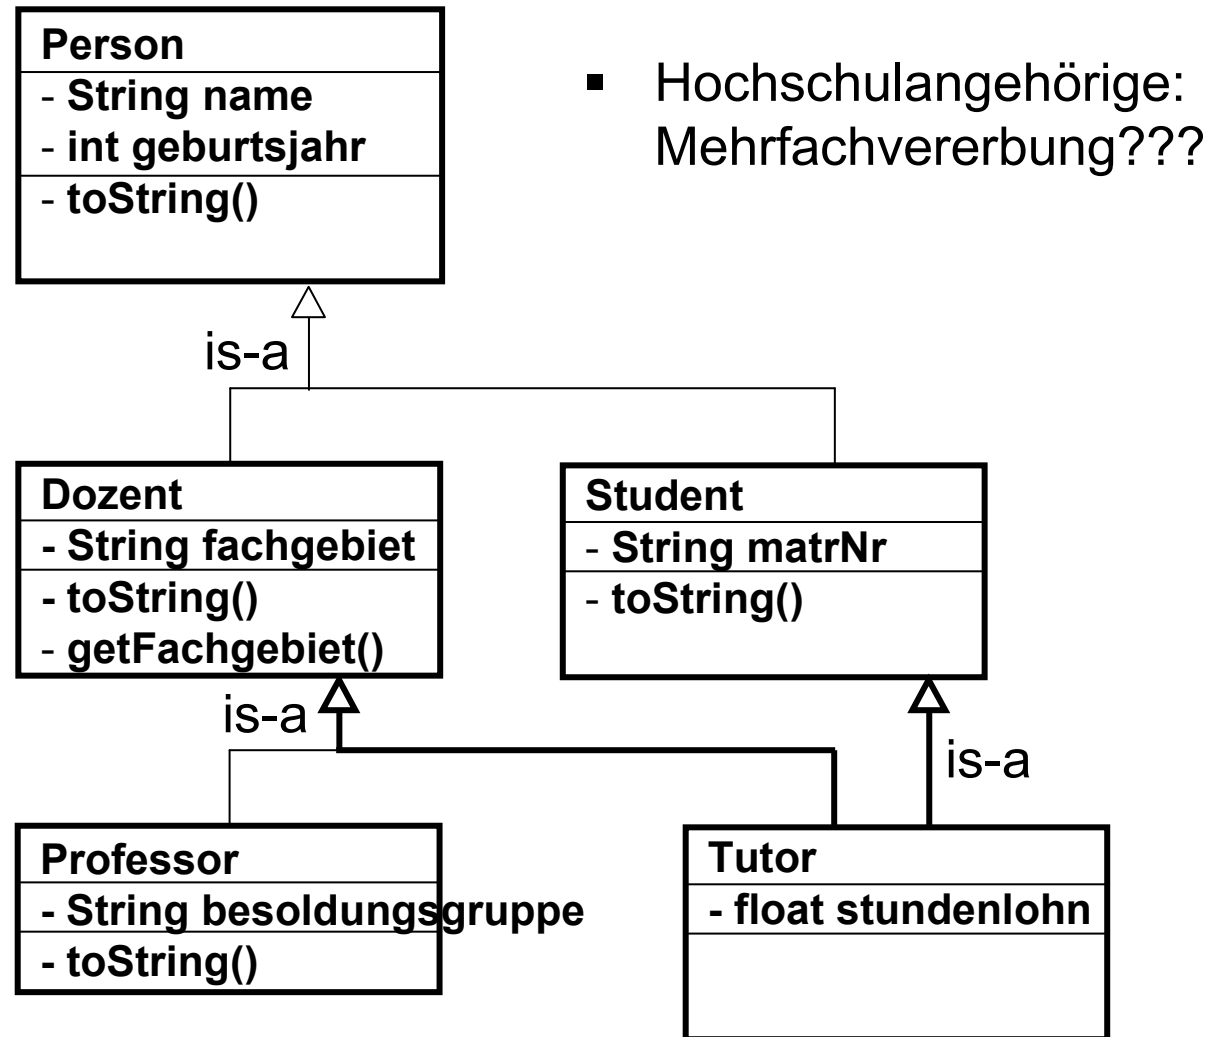 Person
- String name
- int geburtsjahr
- toString()
▪ Hochschulangehörige:
Mehrfachvererbung???
is-a
Dozent
- String fachgebiet
- toString()
- getFachgebiet()
Student
- String matrNr
- toString()
is-a
is-a
Professor
- String besoldungsgruppe
- toString()
Tutor
- float stundenlohn